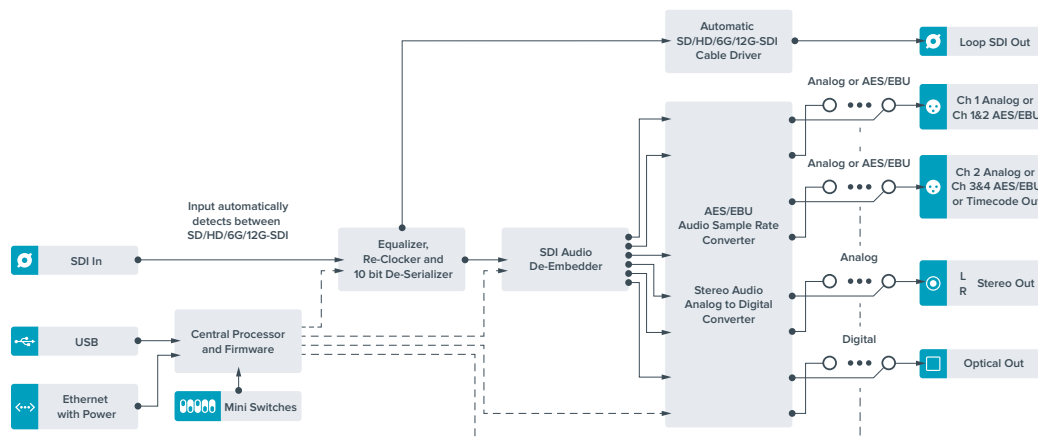 Automatic
SD/HD/6G/12G-SDI
Cable Driver
Loop SDI Out
Analog or AES/EBU
Ch 1 Analog or
Ch 1&2 AES/EBU
Analog or AES/EBU
Ch 2 Analog or
Ch 3&4 AES/EBU
or Timecode Out
Input automatically
detects between
SD/HD/6G/12G-SDI
SDI In
Equalizer,
Re-Clocker and
10 bit De-Serializer
SDI Audio
De-Embedder
AES/EBU
Audio Sample Rate
Converter
Stereo Audio
Analog to Digital
Converter
Analog
L
R
Stereo Out
USB
Central Processor
and Firmware
Digital
Optical Out
Ethernet
with Power
Mini Switches